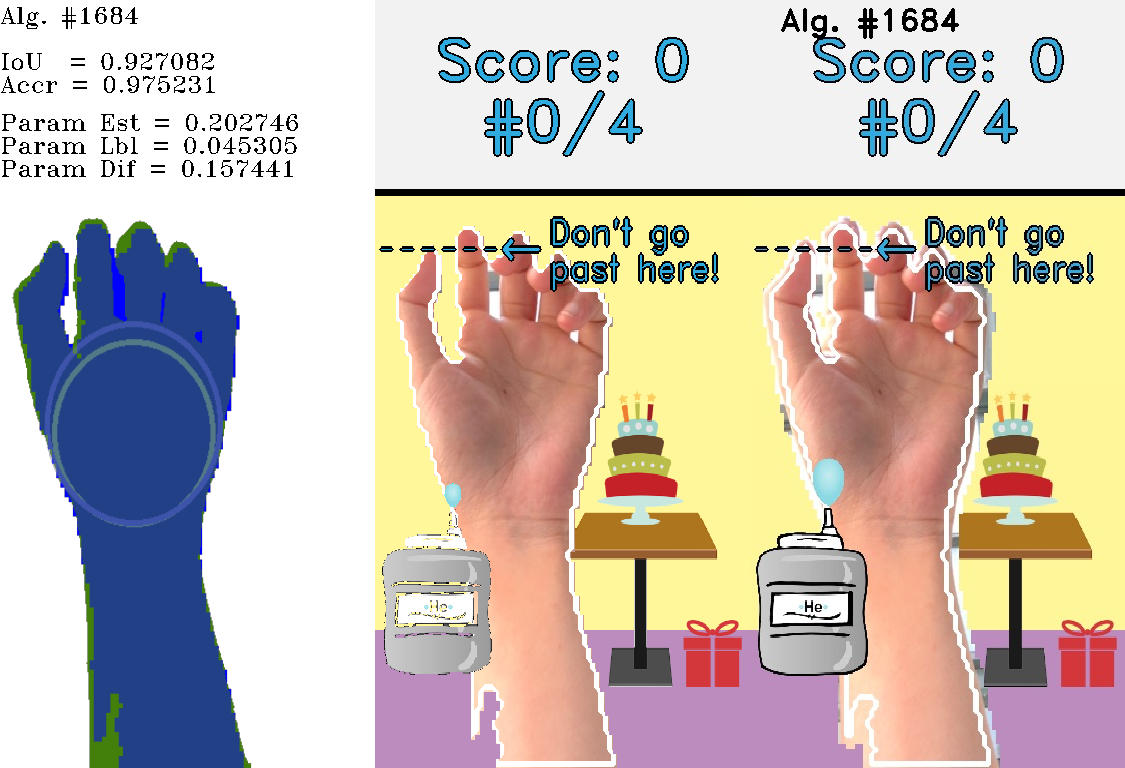 Alg. #1684
IoU = 0.927082
Accr = 0.975231
Param Est = 0.202746
Param Lbl = 0.045305
Param Dif = 0.157441
Score: 0
#0/4
Don't go
past here!
He
Alg. #1684
Score: 0
#0/4
Don't go
past here!
He